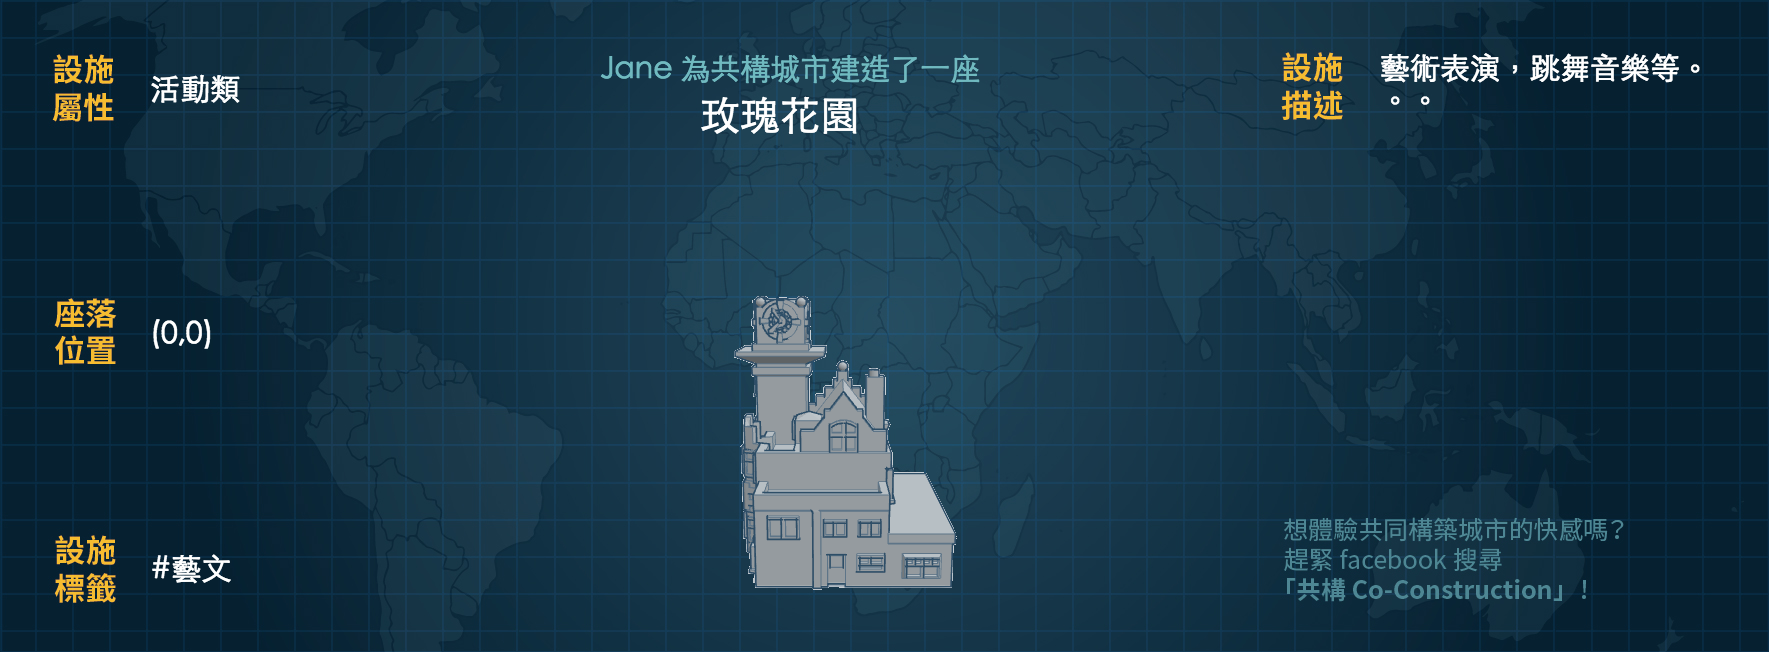 設施
屬性
活動類
Jane 為共構城市建造了一座
玫瑰花園
設施
描述
藝術表演，跳舞音樂等。
。。
座落
位置
(0,0)
設施
標籤
#藝文
想體驗共同構築城市的快感嗎？
趕緊 facebook 搜尋
「共構 Co-Construction」！